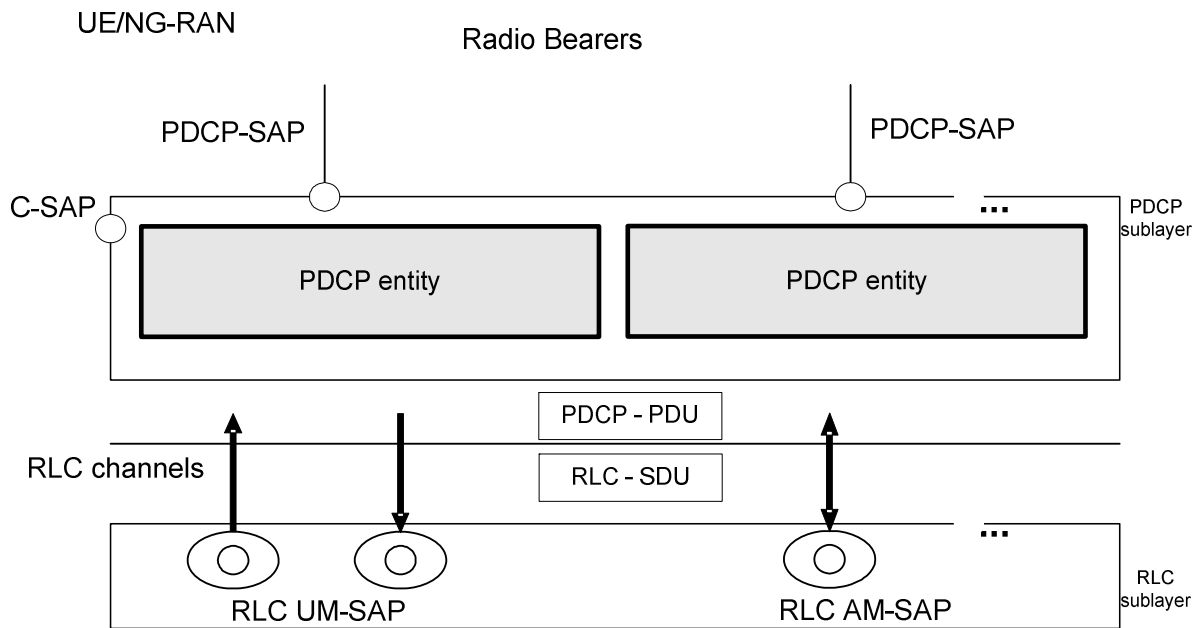 UE/NG-RAN
Radio Bearers
PDCP-SAP
PDCP-SAP
C-SAP
...
PDCP
sublayer
PDCP entity
PDCP entity
PDCP - PDU
RLC channels
RLC - SDU
...
RLC UM-SAP
RLC AM-SAP
RLC
sublayer